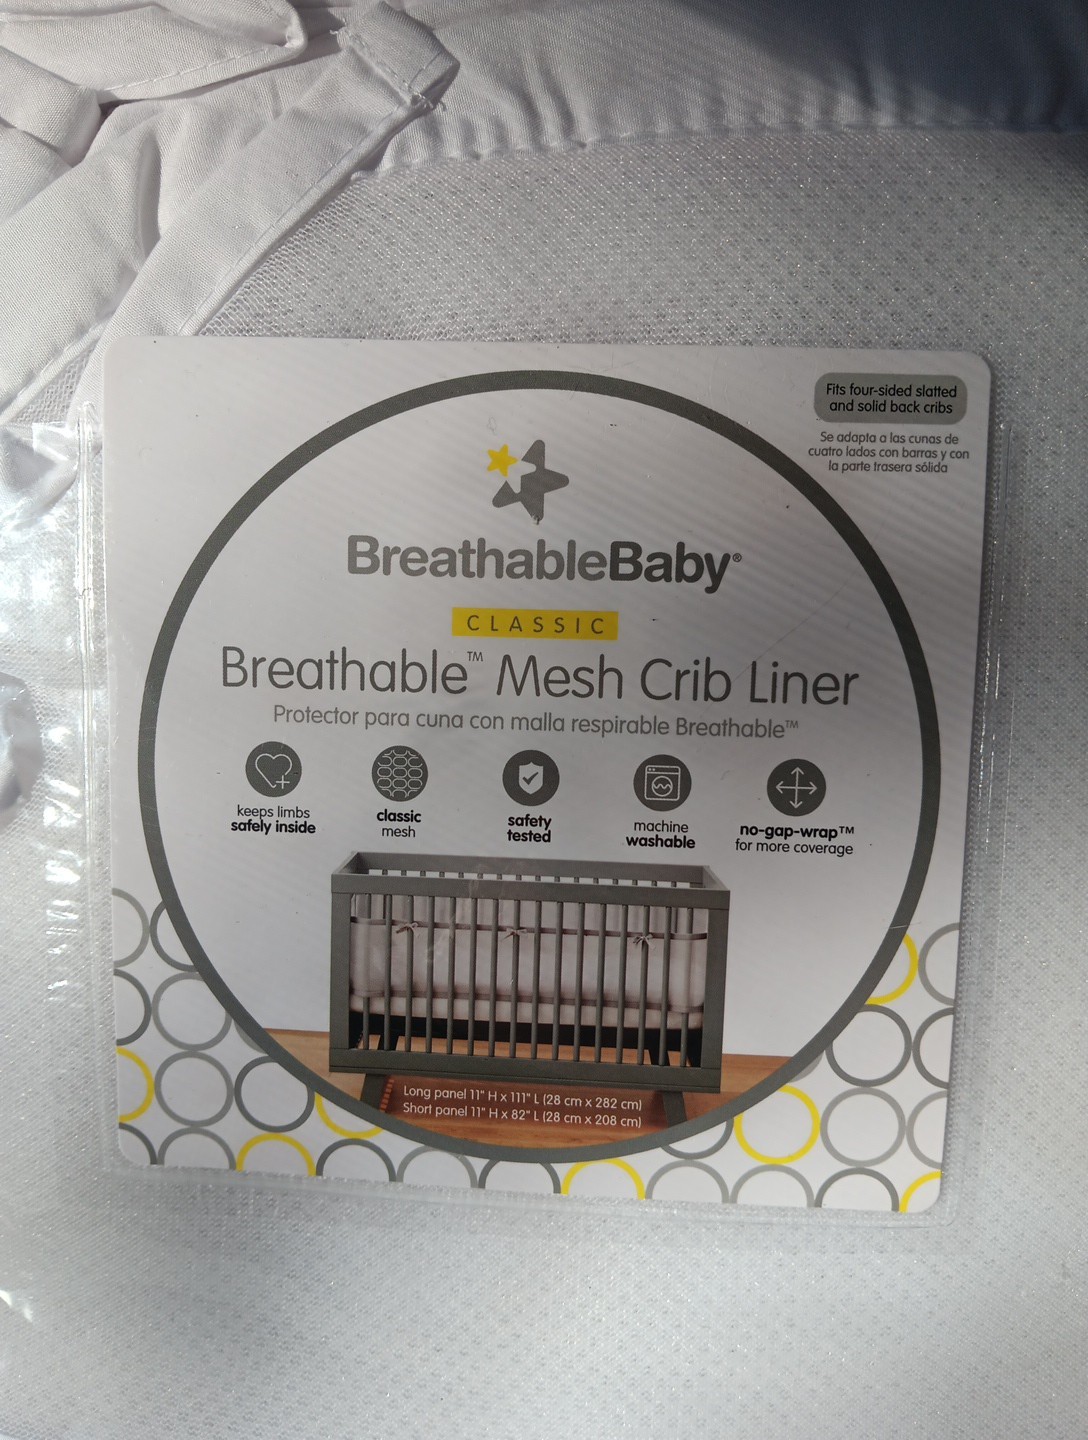 Fits four-sided slatted
and solid back cribs
Se adapta a las cunas de
cuatro lados con barras y con
la parte trasera sólida
BreathableBaby®
CLASSIC
Breathable™ Mesh Crib Liner
Protector para cuna con malla respirable Breathable™
keeps limbs
safely inside
classic
mesh
safety
tested
machine
washable
no-gap-wrap™
for more coverage
Long panel 11" H x 111" L (28 cm x 282 cm)
Short panel 11" H x 82" L (28 cm x 208 cm)